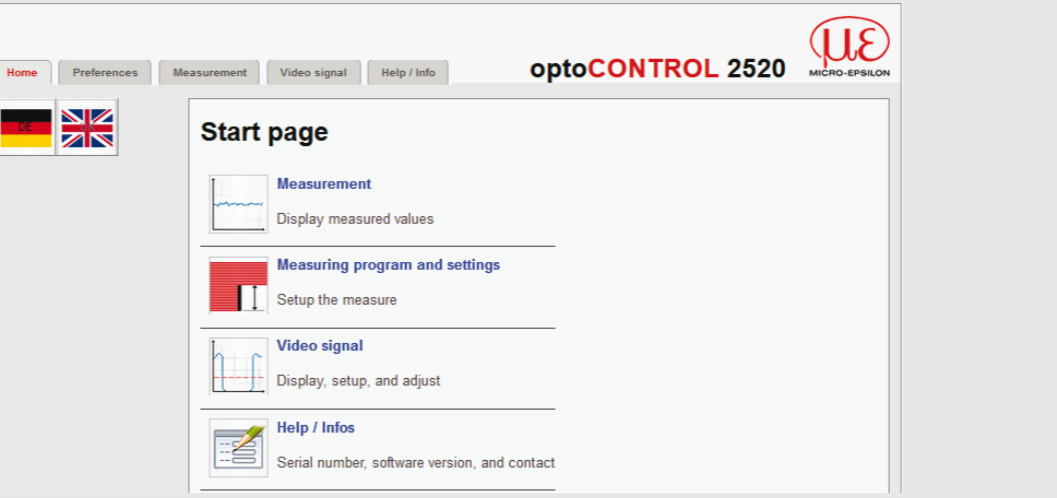 optoCONTROL 2520
με
MICRO-EPSILON
Home
Preferences
Measurement
Video signal
Help / Info
DE
UK
Start page
Measurement
Display measured values
Measuring program and settings
Setup the measure
Video signal
Display, setup, and adjust
Help / Infos
Serial number, software version, and contact